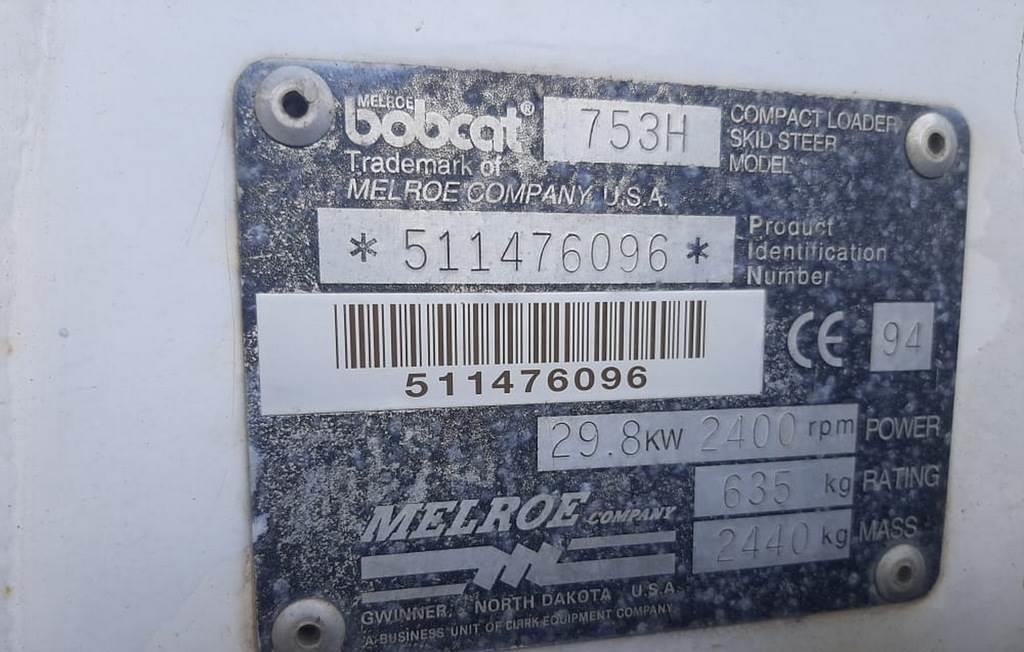 MELROE
bobcat® 753H COMPACT LOADER
SKID STEER
MODEL
Trademark of
MELROE COMPANY U.S.A.
*511476096* Product
Identification
Number
511476096
CE 94
29.8KW 2400 rpm POWER
635 kg RATING
2440 kg MASS
MELROE COMPANY
GWINNER, NORTH DAKOTA U.S.A.
A BUSINESS UNIT OF CLARK EQUIPMENT COMPANY